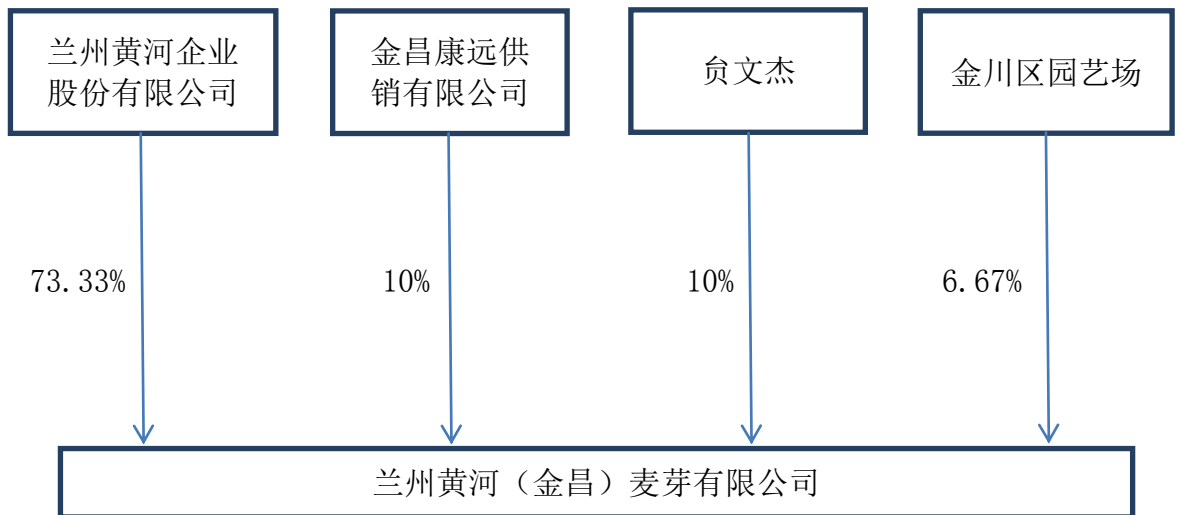 兰州黄河企业
股份有限公司
金昌康远供
销有限公司
贠文杰
金川区园艺场
73.33%
10%
10%
6.67%
兰州黄河（金昌）麦芽有限公司